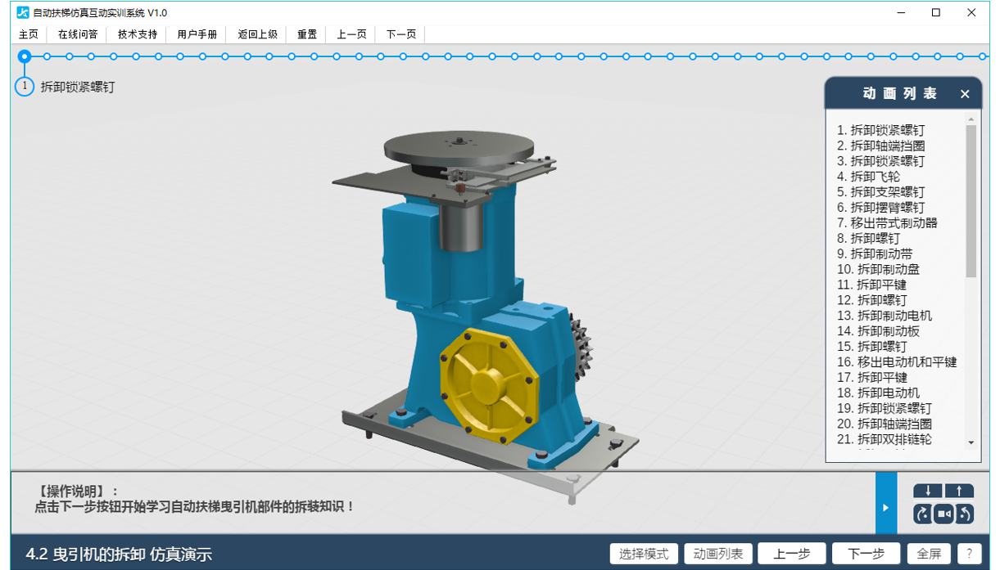 自动扶梯仿真互动实训系统 V1.0
主页 在线问答 技术支持 用户手册 返回上级 重置 上一页 下一页
1 拆卸锁紧螺钉
动画列表
1. 拆卸锁紧螺钉
2. 拆卸轴端挡圈
3. 拆卸锁紧螺钉
4. 拆卸飞轮
5. 拆卸支架螺钉
6. 拆卸摆臂螺钉
7. 移出带式制动器
8. 拆卸螺钉
9. 拆卸制动带
10. 拆卸制动盘
11. 拆卸平键
12. 拆卸螺钉
13. 拆卸制动电机
14. 拆卸制动板
15. 拆卸螺钉
16. 移出电动机和平键
17. 拆卸平键
18. 拆卸电动机
19. 拆卸锁紧螺钉
20. 拆卸轴端挡圈
21. 拆卸双排链轮
【操作说明】：
点击下一步按钮开始学习自动扶梯曳引机部件的拆装知识！
4.2 曳引机的拆卸 仿真演示
选择模式 动画列表 上一步 下一步 全屏 ?